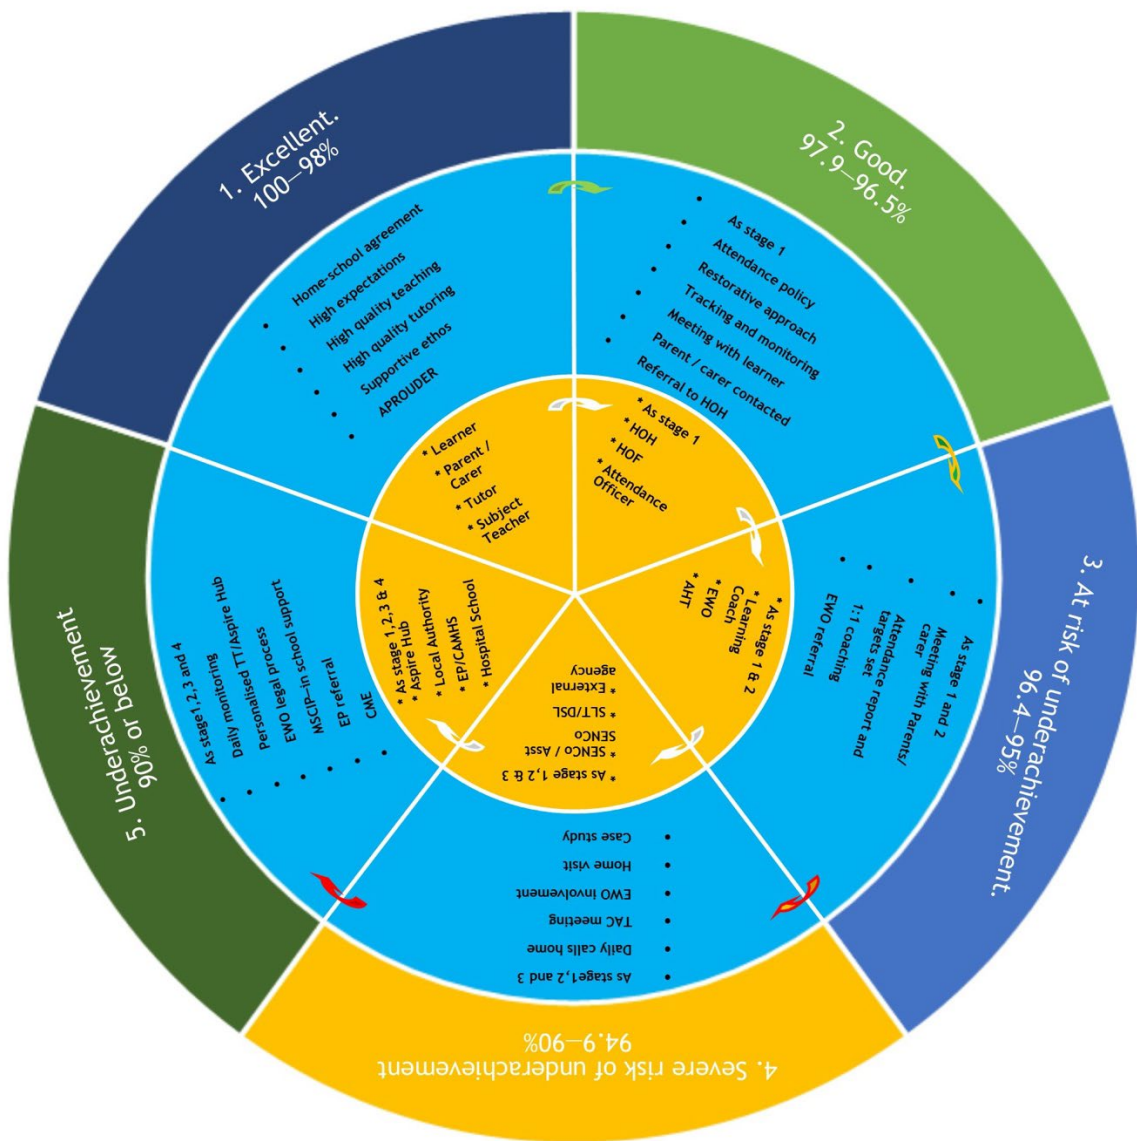 1. Excellent.
100–98%
Home-school agreement
High expectations
High quality teaching
High quality tutoring
Supportive ethos
APROUDER
* Learner
* Parent /
Carer
* Tutor
* Subject
Teacher
2. Good.
97.9–96.5%
As stage 1
Attendance policy
Restorative approach
Tracking and monitoring
Meeting with learner
Parent / carer contacted
Referral to HOH
* As stage 1
* HOH
* HOF
* Attendance
Officer
3. At risk of underachievement.
96.4–95%
As stage 1 and 2
Meeting with Parents/
carer
Attendance report and
targets set
1:1 coaching
EWO referral
* As stage 1 & 2
* Learning
Coach
* EWO
* AHT
4. Severe risk of underachievement
94.9–90%
As stage1,2 and 3
Daily calls home
TAC meeting
EWO involvement
Home visit
Case study
* As stage 1,2 & 3
* SENCo / Asst
SENCo
* SLT/DSL
* External
agency
5. Underachievement
90% or below
As stage1, 2,3 and 4
Daily monitoring
Personalised TT/Aspire Hub
EWO legal process
MSCIP–in school support
EP referral
CME
* As stage 1,2,3 & 4
* Aspire Hub
* Local Authority
* EP/CAMHS
* Hospital School